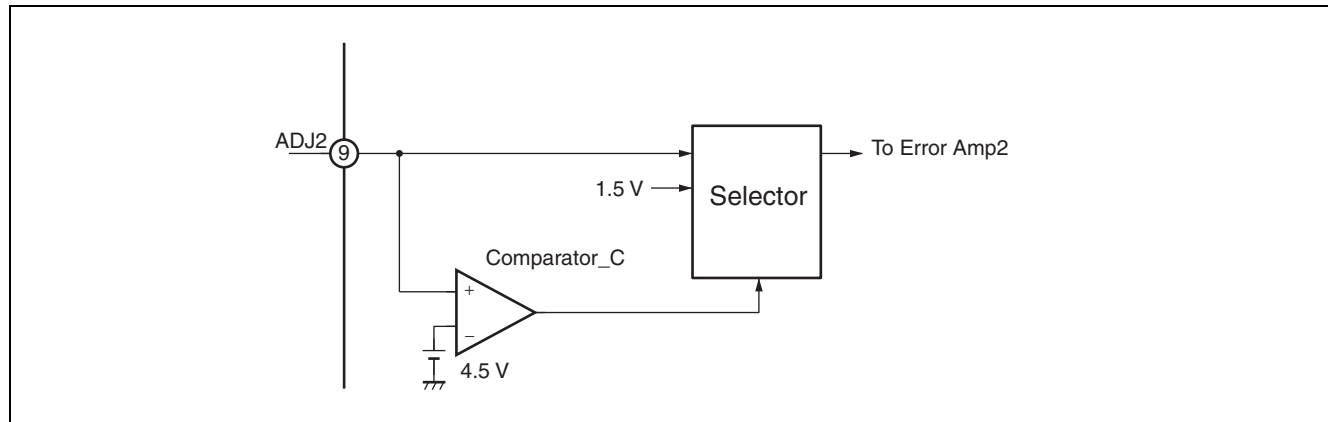 ADJ2
9
To Error Amp2
1.5 V
Selector
Comparator_C
+
−
4.5 V